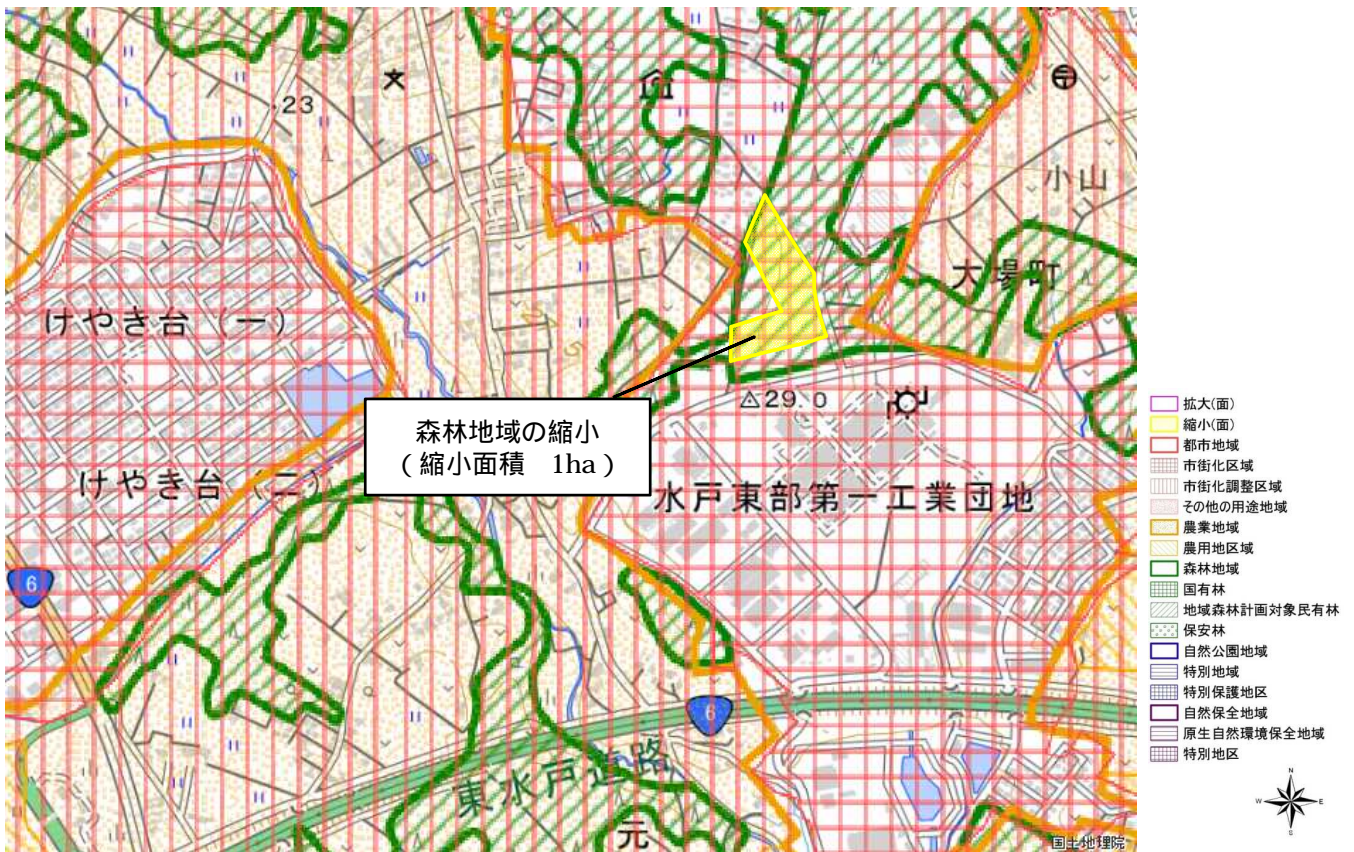 23
小山
大場町
けやき台(一)
29.0
森林地域の縮小
(縮小面積 1ha)
けやき台(二)
水戸東部第一工業団地
6
6
東水戸道路
元
国土地理院
拡大(面)
縮小(面)
都市地域
市街化区域
市街化調整区域
その他の用途地域
農業地域
農用地区域
森林地域
国有林
地域森林計画対象民有林
保安林
自然公園地域
特別地域
特別保護地区
自然保全地域
原生自然環境保全地域
特別地区
N
W E
S